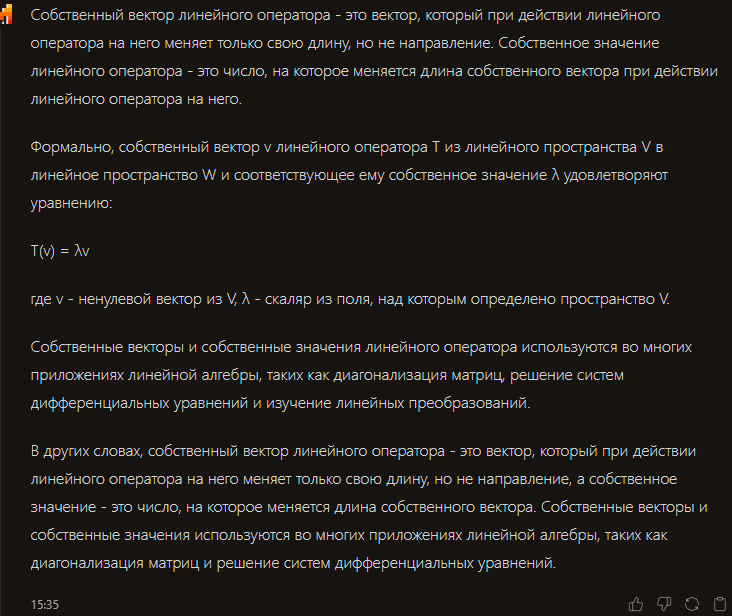 Собственный вектор линейного оператора - это вектор, который при действии линейного
оператора на него меняет только свою длину, но не направление. Собственное значение
линейного оператора - это число, на которое меняется длина собственного вектора при действии
линейного оператора на него.
Формально, собственный вектор v линейного оператора T из линейного пространства V в
линейное пространство W и соответствующее ему собственное значение λ удовлетворяют
уравнению:
T(v) = λv
где v - ненулевой вектор из V, λ - скаляр из поля, над которым определено пространство V.
Собственные векторы и собственные значения линейного оператора используются во многих
приложениях линейной алгебры, таких как диагонализация матриц, решение систем
дифференциальных уравнений и изучение линейных преобразований.
В других словах, собственный вектор линейного оператора - это вектор, который при действии
линейного оператора на него меняет только свою длину, но не направление, а собственное
значение - это число, на которое меняется длина собственного вектора. Собственные векторы и
собственные значения используются во многих приложениях линейной алгебры, таких как
диагонализация матриц и решение систем дифференциальных уравнений.
15:35